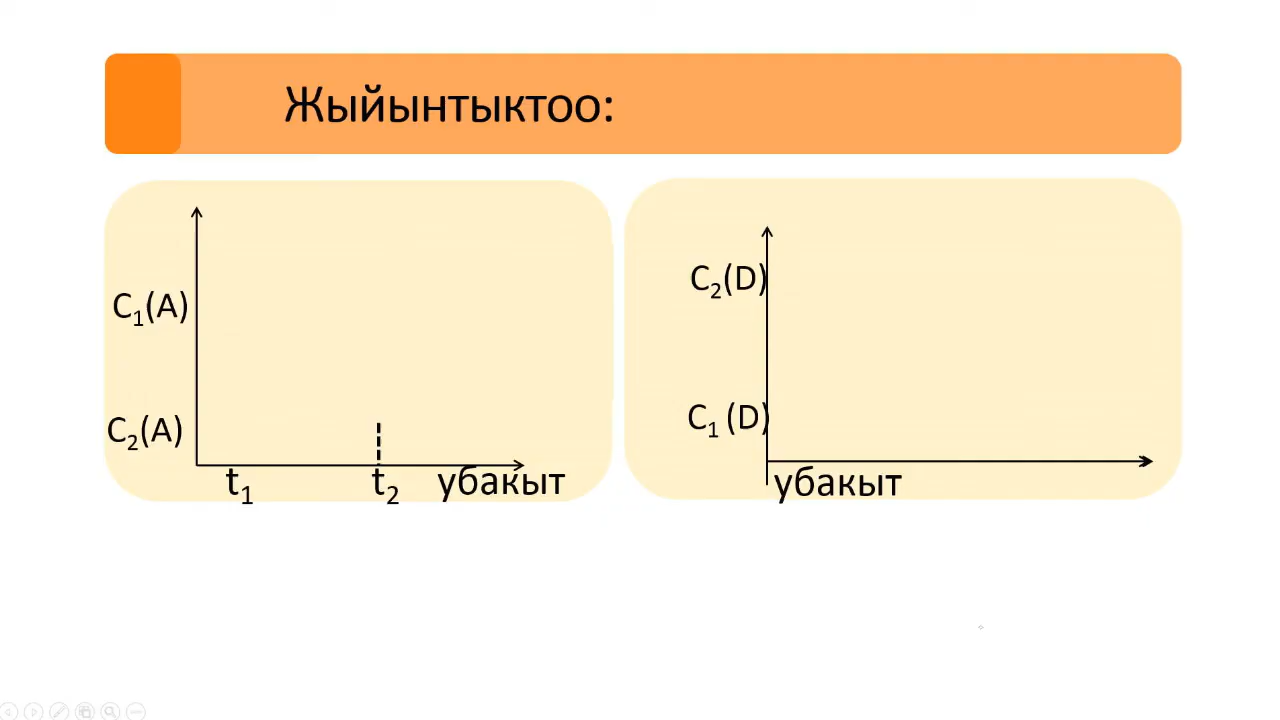 Жыйынтыктоо:
C₁(A)
C₂(A)
t₁ t₂ убакыт
C₂(D)
C₁ (D)
убакыт